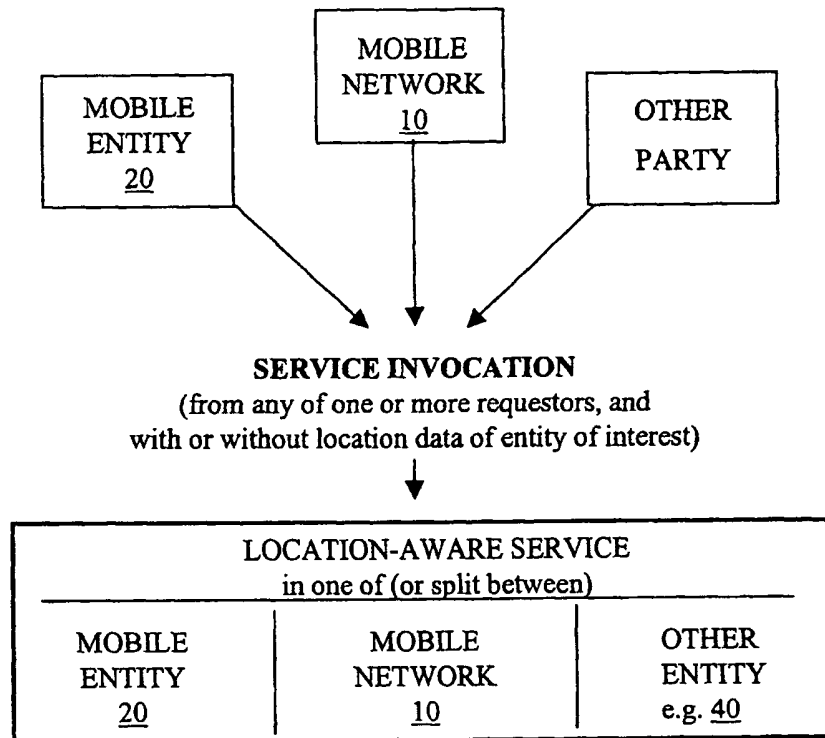 MOBILE
ENTITY
20
MOBILE
NETWORK
10
OTHER
PARTY
SERVICE INVOCATION
(from any of one or more requestors, and
with or without location data of entity of interest)
LOCATION-AWARE SERVICE
in one of (or split between)
MOBILE
ENTITY
20
MOBILE
NETWORK
10
OTHER
ENTITY
e.g. 40